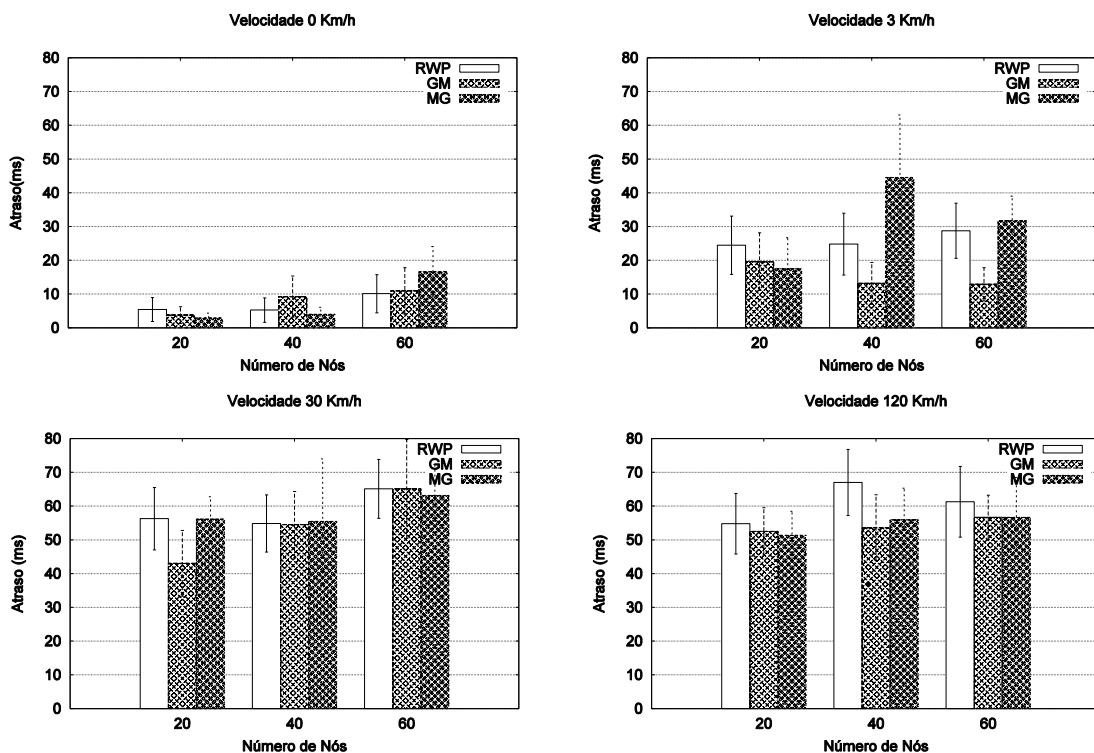 Velocidade 0 Km/h
80
70
60
50
40
30
20
10
0
Atraso(ms)
RWP
GM
MG
20 40 60
Número de Nós
Velocidade 3 Km/h
80
70
60
50
40
30
20
10
0
Atraso (ms)
RWP
GM
MG
20 40 60
Número de Nós
Velocidade 30 Km/h
80
70
60
50
40
30
20
10
0
Atraso (ms)
RWP
GM
MG
20 40 60
Número de Nós
Velocidade 120 Km/h
80
70
60
50
40
30
20
10
0
Atraso (ms)
RWP
GM
MG
20 40 60
Número de Nós